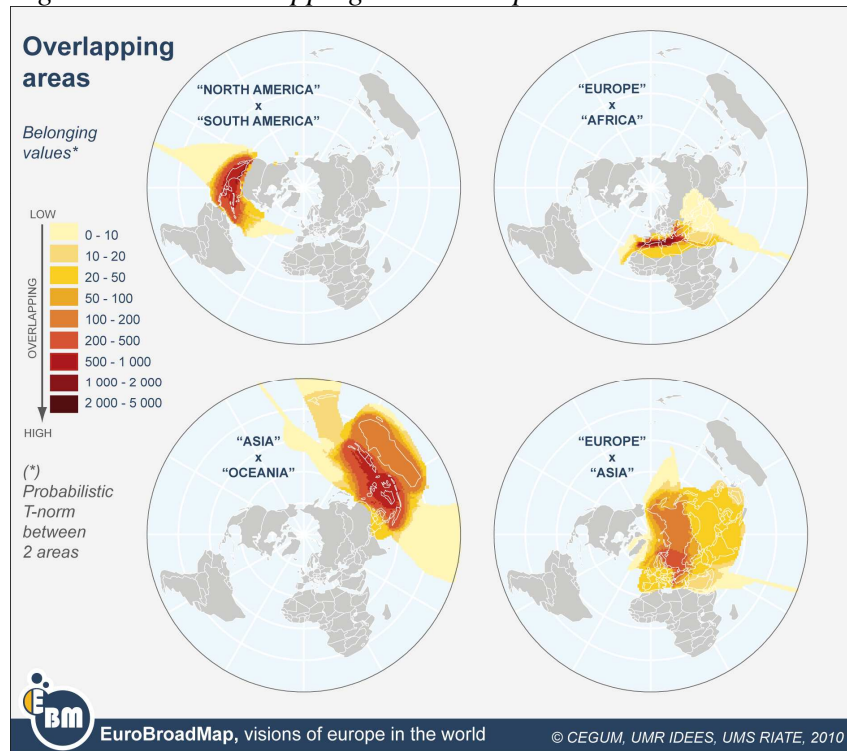 Overlapping
areas
Belonging
values*
LOW
OVERLAPPING
HIGH
0 - 10
10 - 20
20 - 50
50 - 100
100 - 200
200 - 500
500 - 1 000
1 000 - 2 000
2 000 - 5 000
(*)
Probabilistic
T-norm
between
2 areas
“NORTH AMERICA”
x
“SOUTH AMERICA”
“EUROPE”
x
“AFRICA”
“ASIA”
x
“OCEANIA”
“EUROPE”
x
“ASIA”
EBM
EuroBroadMap, visions of europe in the world
© CEGUM, UMR IDEES, UMS RIATE, 2010